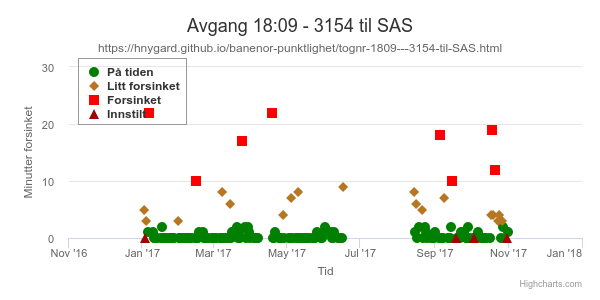 Avgang 18:09 - 3154 til SAS
https://hnygard.github.io/banenor-punktlighet/tognr-1809---3154-til-SAS.html
Minutter forsinket
30
20
10
0
På tiden
Litt forsinket
Forsinket
Innstilt
Nov '16
Jan '17
Mar '17
May '17
Jul '17
Sep '17
Nov '17
Jan '18
Tid
Highcharts.com